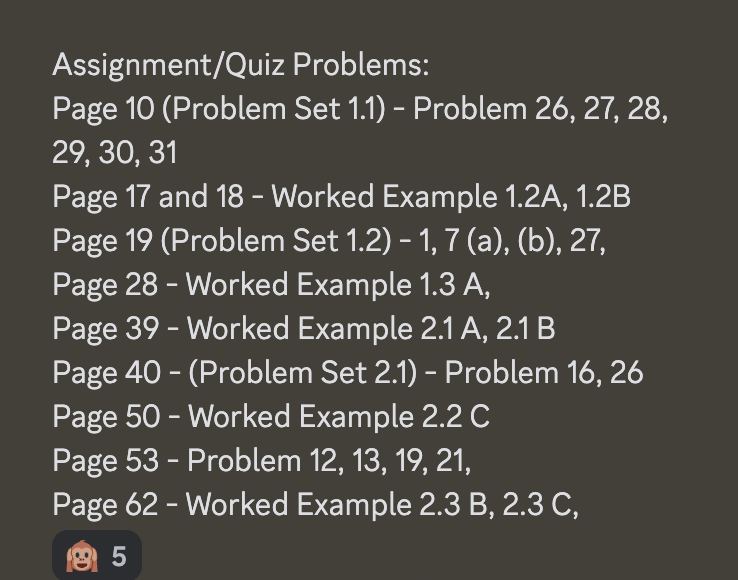 Assignment/Quiz Problems:
Page 10 (Problem Set 1.1) - Problem 26, 27, 28,
29, 30, 31
Page 17 and 18 - Worked Example 1.2A, 1.2B
Page 19 (Problem Set 1.2) - 1, 7 (a), (b), 27,
Page 28 - Worked Example 1.3 A,
Page 39 - Worked Example 2.1 A, 2.1 B
Page 40 - (Problem Set 2.1) - Problem 16, 26
Page 50 - Worked Example 2.2 C
Page 53 - Problem 12, 13, 19, 21,
Page 62 - Worked Example 2.3 B, 2.3 C,
5